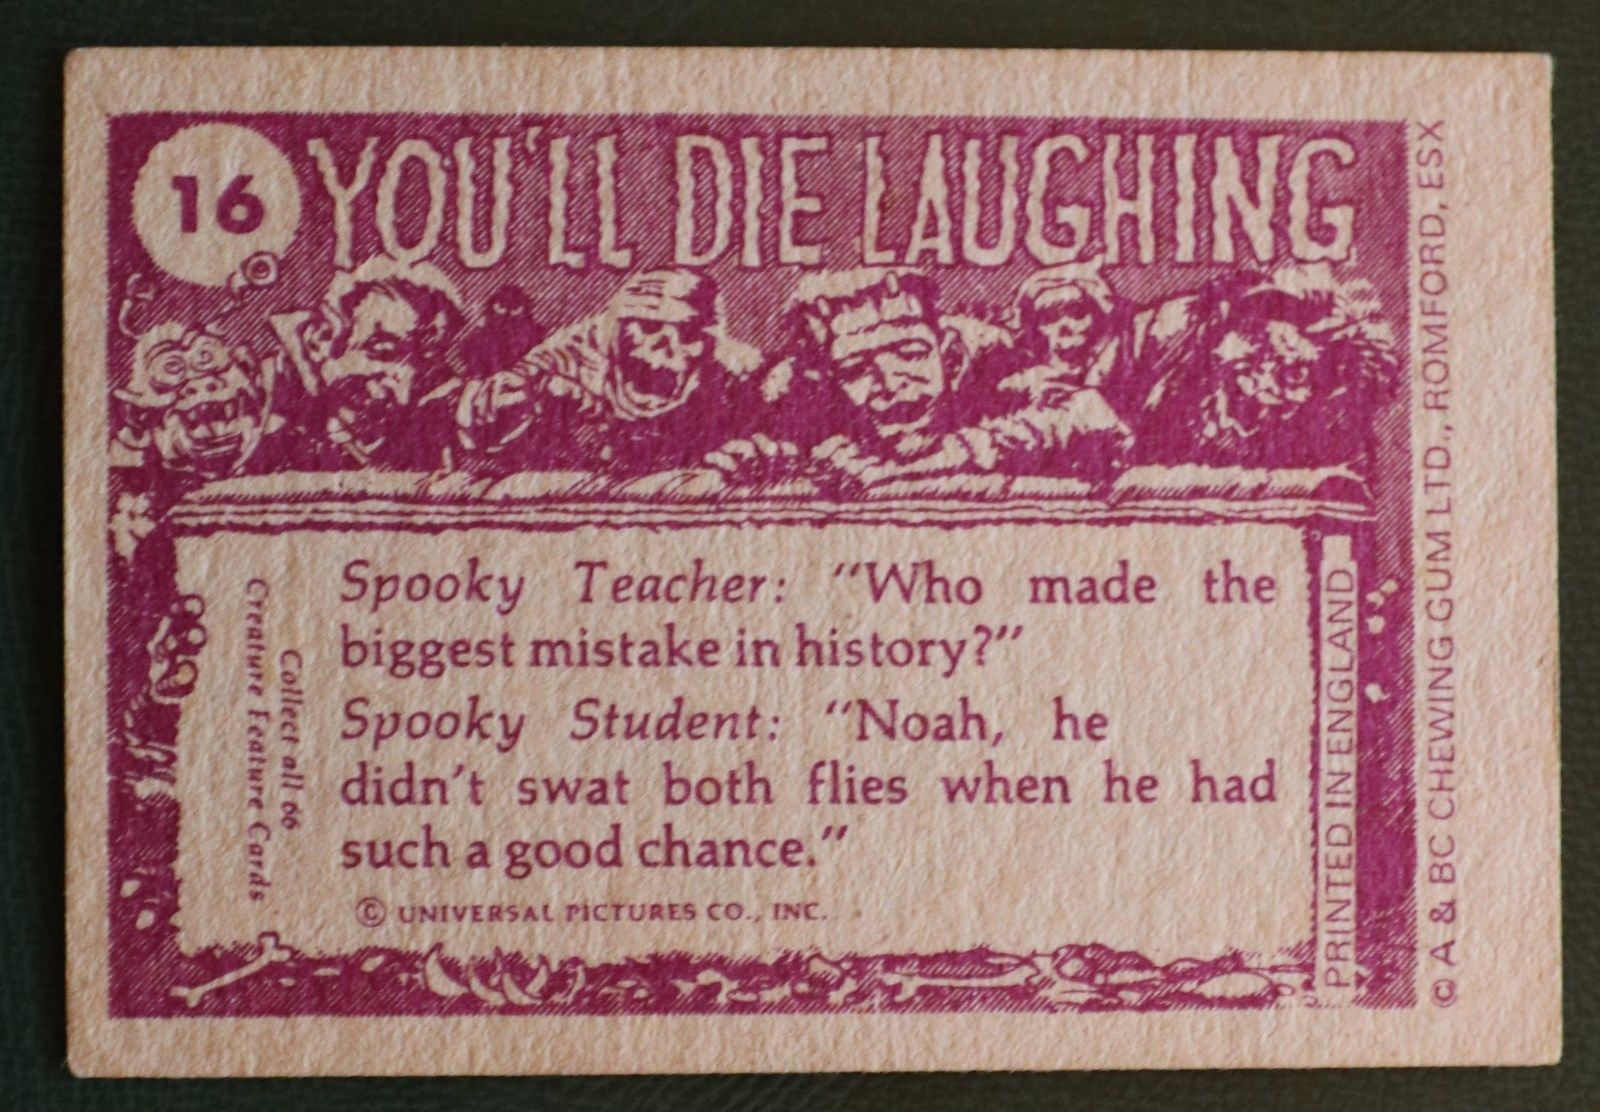 16
YOU'LL DIE LAUGHING
Spooky Teacher: "Who made the
biggest mistake in history?"
Spooky Student: "Noah, he
didn't swat both flies when he had
such a good chance."
© UNIVERSAL PICTURES CO., INC.
Collect all 66
Creature Feature Cards
PRINTED IN ENGLAND
© A & BC CHEWING GUM LTD., ROMFORD, ESX